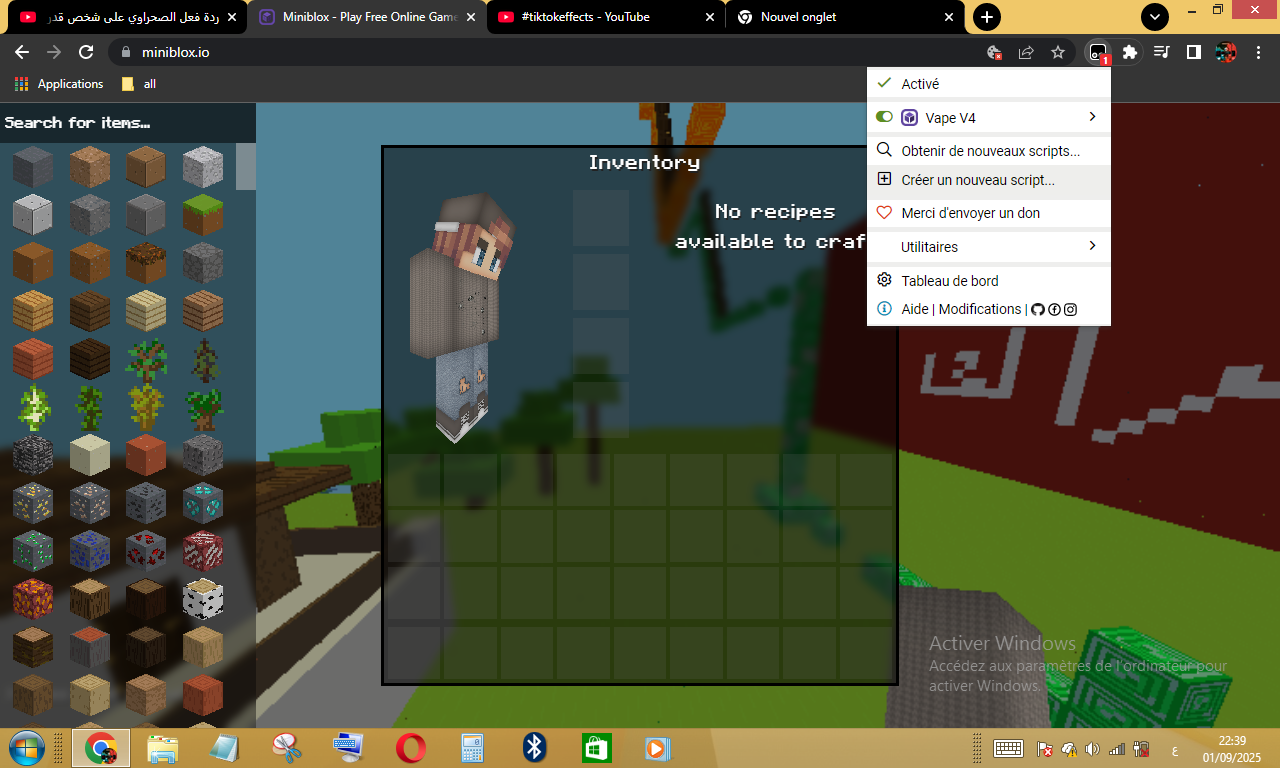 ردة فعل الصحراوي على شخص قدر
Miniblox - Play Free Online Game
#tiktokeffects - YouTube
Nouvel onglet
miniblox.io
1
Applications
all
Activé
Vape V4
Obtenir de nouveaux scripts...
Créer un nouveau script...
Merci d'envoyer un don
Utilitaires
Tableau de bord
Aide | Modifications |
Search for items...
Inventory
No recipes
available to craf
Activer Windows
Accédez aux paramètres de l'ordinateur pour
activer Windows.
ع
22:39
01/09/2025